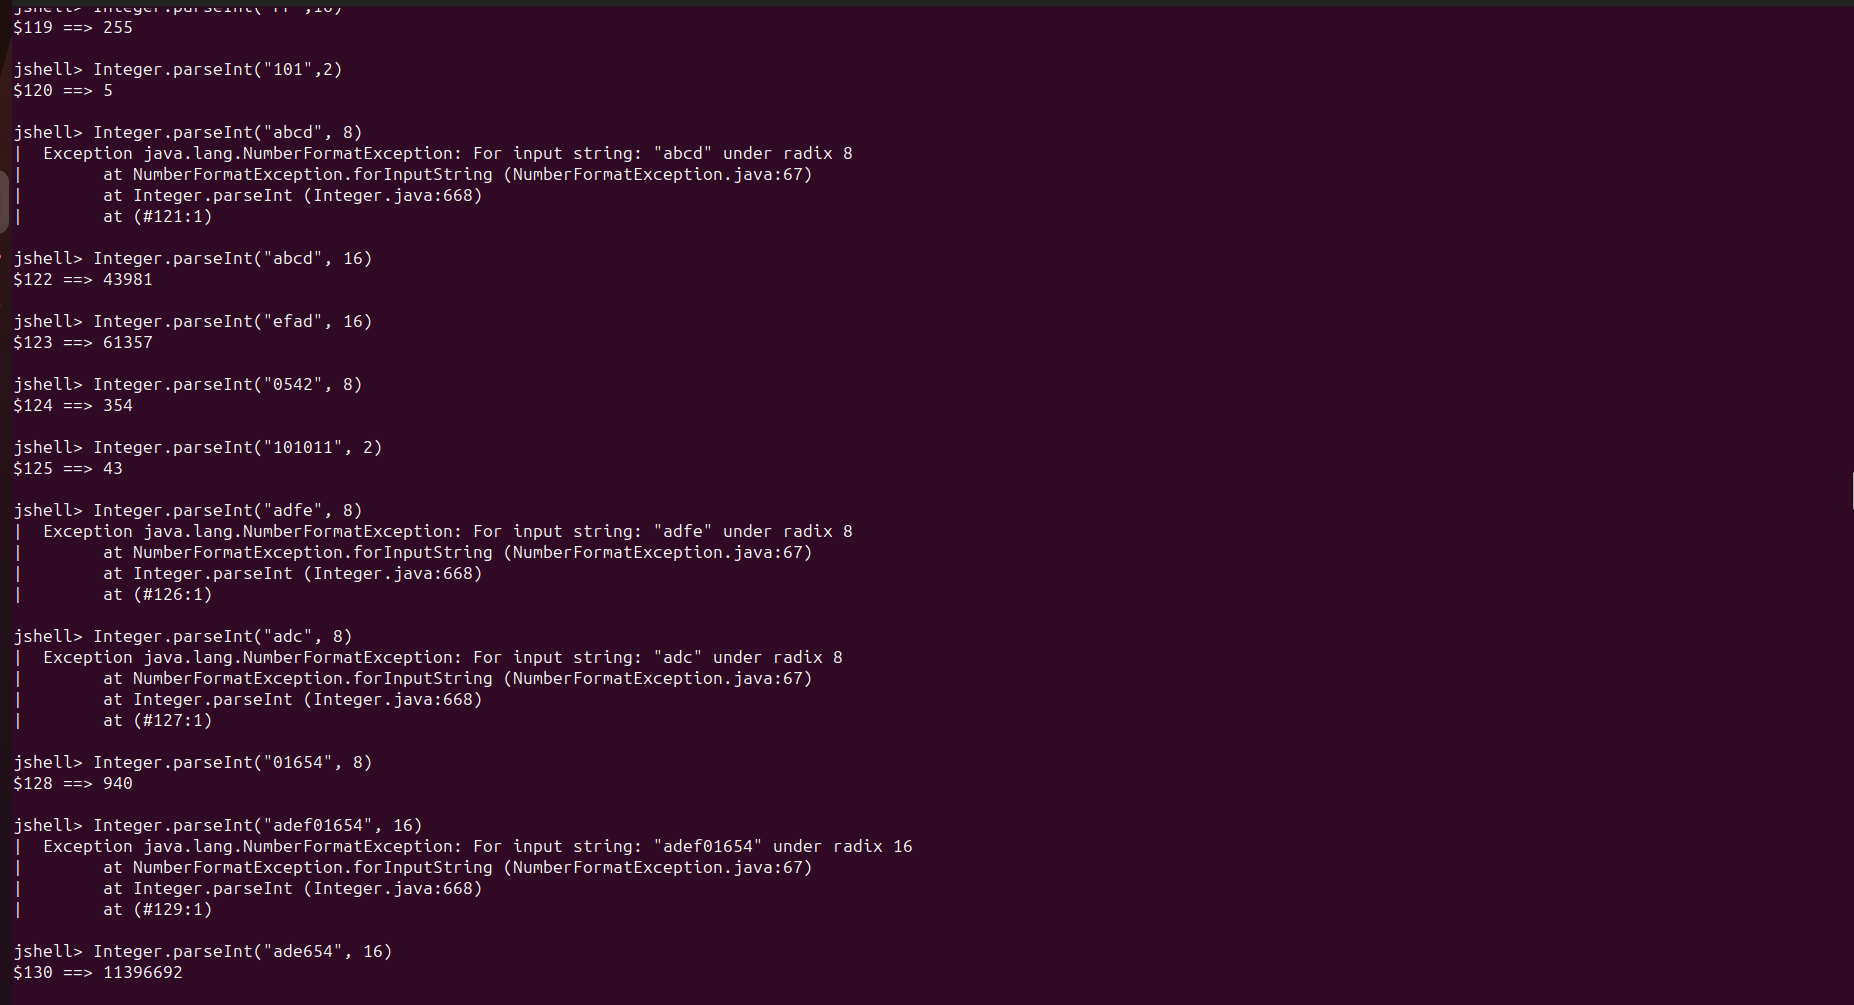 $119 ==> 255
jshell> Integer.parseInt("101",2)
$120 ==> 5
jshell> Integer.parseInt("abcd", 8)
|  Exception java.lang.NumberFormatException: For input string: "abcd" under radix 8
|        at NumberFormatException.forInputString (NumberFormatException.java:67)
|        at Integer.parseInt (Integer.java:668)
|        at (#121:1)
jshell> Integer.parseInt("abcd", 16)
$122 ==> 43981
jshell> Integer.parseInt("efad", 16)
$123 ==> 61357
jshell> Integer.parseInt("0542", 8)
$124 ==> 354
jshell> Integer.parseInt("101011", 2)
$125 ==> 43
jshell> Integer.parseInt("adfe", 8)
|  Exception java.lang.NumberFormatException: For input string: "adfe" under radix 8
|        at NumberFormatException.forInputString (NumberFormatException.java:67)
|        at Integer.parseInt (Integer.java:668)
|        at (#126:1)
jshell> Integer.parseInt("adc", 8)
|  Exception java.lang.NumberFormatException: For input string: "adc" under radix 8
|        at NumberFormatException.forInputString (NumberFormatException.java:67)
|        at Integer.parseInt (Integer.java:668)
|        at (#127:1)
jshell> Integer.parseInt("01654", 8)
$128 ==> 940
jshell> Integer.parseInt("adef01654", 16)
|  Exception java.lang.NumberFormatException: For input string: "adef01654" under radix 16
|        at NumberFormatException.forInputString (NumberFormatException.java:67)
|        at Integer.parseInt (Integer.java:668)
|        at (#129:1)
jshell> Integer.parseInt("ade654", 16)
$130 ==> 11396692